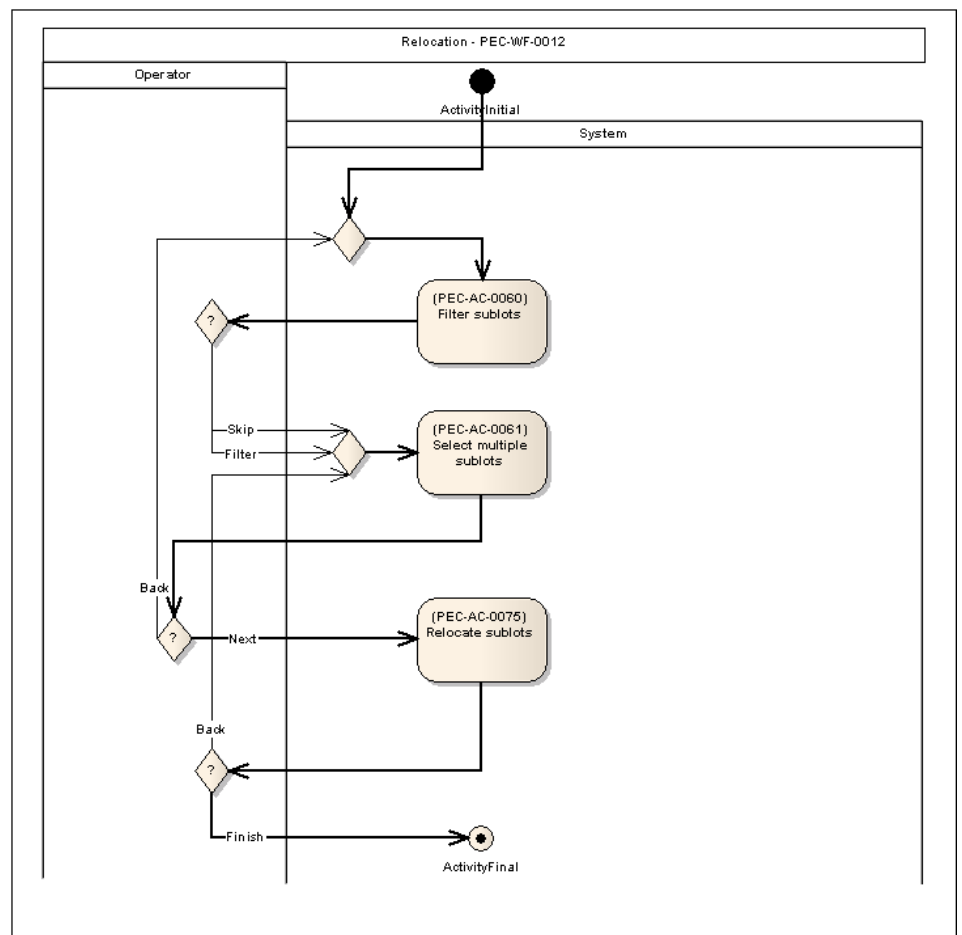 Relocation - PEC-WF-0012
Operator
ActivityInitial
System
(PEC-AC-0060)
Filter sublots
?
Skip
Filter
(PEC-AC-0061)
Select multiple
sublots
Back
?
Next
(PEC-AC-0075)
Relocate sublots
Back
?
Finish
ActivityFinal